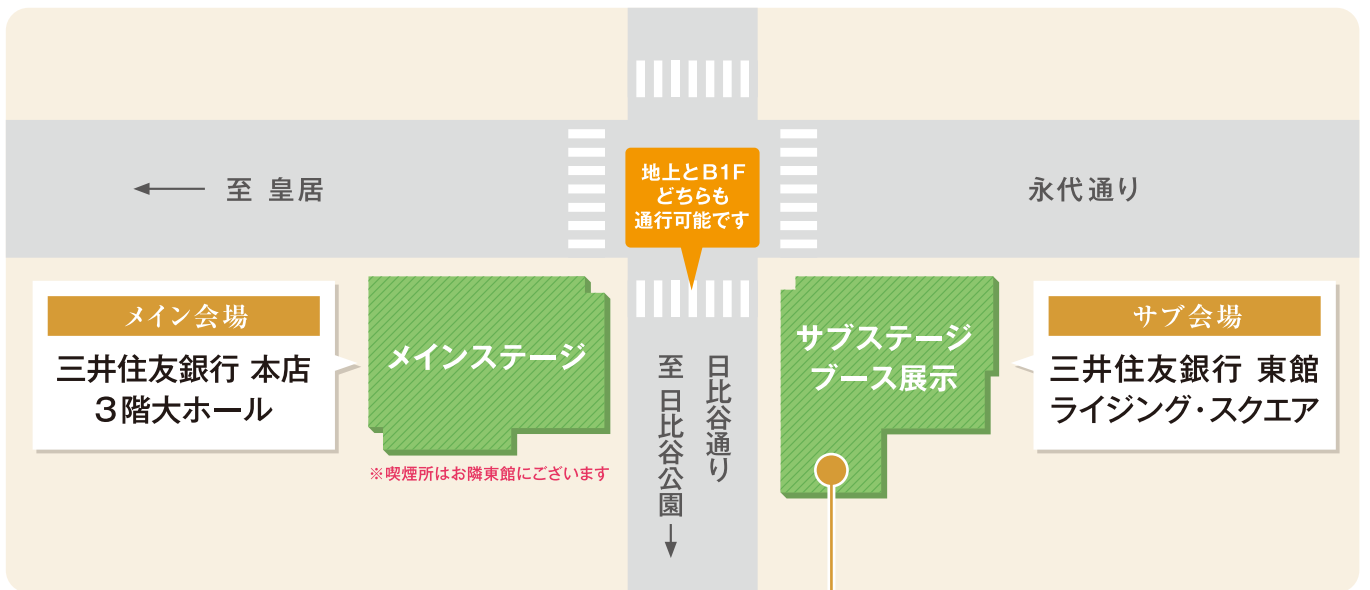 地上とB1F
どちらも
通行可能です
至 皇居
永代通り
メイン会場
三井住友銀行 本店
3階大ホール
メインステージ
※喫煙所はお隣東館にございます
日比谷通り
至 日比谷公園
サブステージ
ブース展示
サブ会場
三井住友銀行 東館
ライジング・スクエア